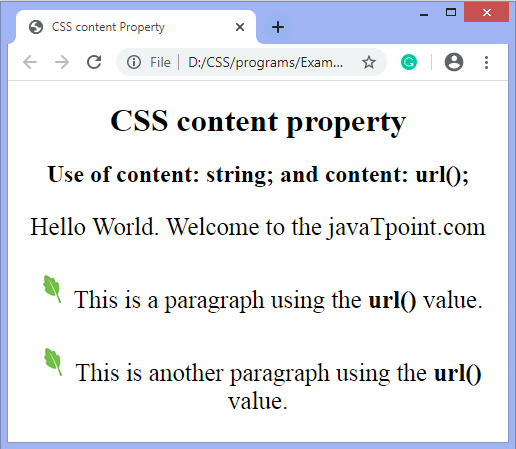 CSS content Property
File
D:/CSS/programs/Exam...
CSS content property
Use of content: string; and content: url();
Hello World. Welcome to the javaTpoint.com
This is a paragraph using the url() value.
This is another paragraph using the url()
value.